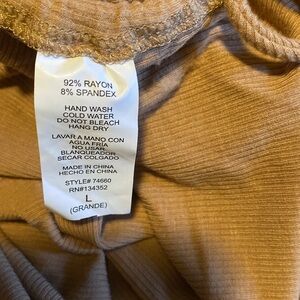 92% RAYON
8% SPANDEX
HAND WASH
COLD WATER
DO NOT BLEACH
HANG DRY
LAVAR A MANO CON
AGUA FRÍA
NO USAR
BLANQUEADOR
SECAR COLGADO
MADE IN CHINA
HECHO EN CHINA
STYLE# 74660
RN#134352
L
(GRANDE)